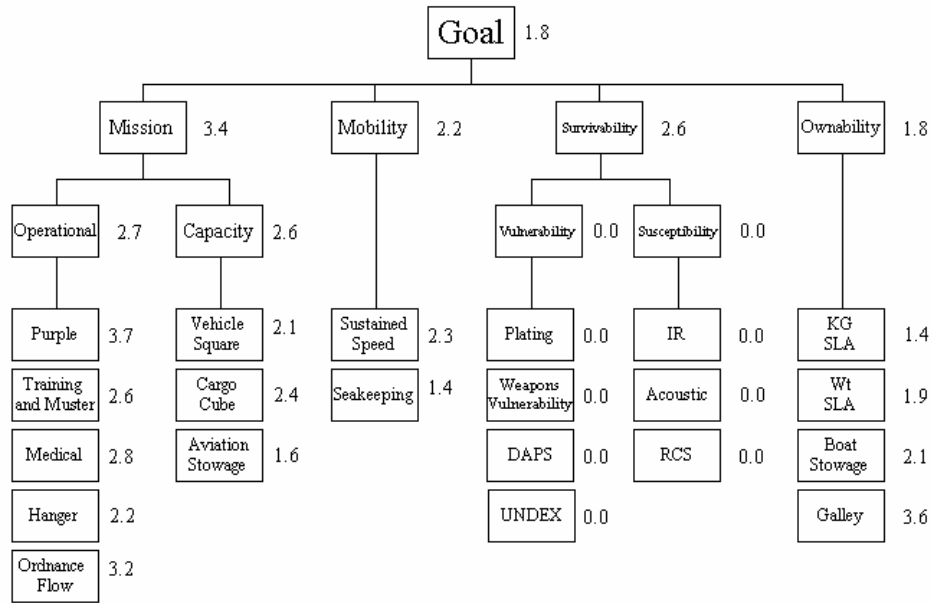 Goal 1.8
Mission 3.4 Mobility 2.2 Survivability 2.6 Ownability 1.8
Operational 2.7 Capacity 2.6 Vulnerability 0.0 Susceptibility 0.0
Purple 3.7 Vehicle 2.1 Sustained 2.3 Plating 0.0 IR 0.0 KG 1.4
Square Speed SLA
Training 2.6 Cargo 2.4 Seakeeping 1.4 Weapons 0.0 Acoustic 0.0 Wt 1.9
and Muster Cube Vulnerability SLA
Medical 2.8 Aviation 1.6 DAPS 0.0 RCS 0.0 Boat 2.1
Stowage Stowage
Hanger 2.2 UNDEX 0.0 Galley 3.6
Ordnance 3.2
Flow